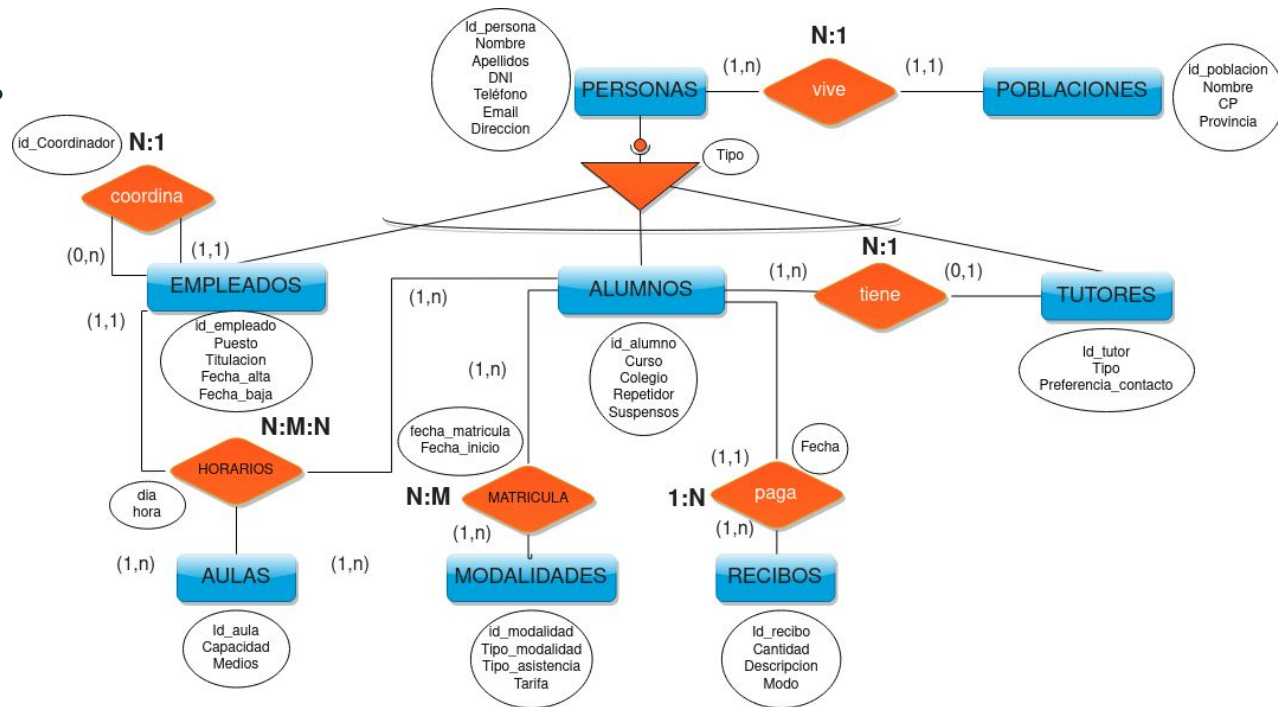 Id_persona
Nombre
Apellidos
DNI
Teléfono
Email
Direccion
PERSONAS
(1,n)
N:1
vive
(1,1)
POBLACIONES
id_poblacion
Nombre
CP
Provincia
id_Coordinador
N:1
coordina
(0,n)
(1,1)
Tipo
EMPLEADOS
(1,1)
id_empleado
Puesto
Titulacion
Fecha_alta
Fecha_baja
(1,n)
ALUMNOS
id_alumno
Curso
Colegio
Repetidor
Suspensos
(1,n)
N:1
tiene
(0,1)
TUTORES
Id_tutor
Tipo
Preferencia_contacto
N:M:N
HORARIOS
dia
hora
(1,n)
fecha_matricula
Fecha_inicio
N:M
MATRICULA
(1,n)
Fecha
(1,1)
1:N
paga
(1,n)
(1,n)
AULAS
(1,n)
MODALIDADES
RECIBOS
Id_aula
Capacidad
Medios
id_modalidad
Tipo_modalidad
Tipo_asistencia
Tarifa
Id_recibo
Cantidad
Descripcion
Modo